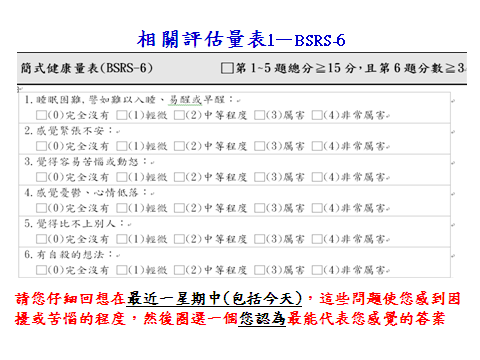 相關評估量表1—BSRS-6
簡式健康量表(BSRS-6) □第1~5題總分≧15分,且第6題分數≧3
1.睡眠困難,譬如難以入睡、易醒或早醒：
□(0)完全沒有 □(1)輕微 □(2)中等程度 □(3)厲害 □(4)非常厲害
2.感覺緊張不安：
□(0)完全沒有 □(1)輕微 □(2)中等程度 □(3)厲害 □(4)非常厲害
3.覺得容易苦惱或動怒：
□(0)完全沒有 □(1)輕微 □(2)中等程度 □(3)厲害 □(4)非常厲害
4.感覺憂鬱、心情低落：
□(0)完全沒有 □(1)輕微 □(2)中等程度 □(3)厲害 □(4)非常厲害
5.覺得比不上別人：
□(0)完全沒有 □(1)輕微 □(2)中等程度 □(3)厲害 □(4)非常厲害
6.有自殺的想法：
□(0)完全沒有 □(1)輕微 □(2)中等程度 □(3)厲害 □(4)非常厲害
請您仔細回想在最近一星期中(包括今天)，這些問題使您感到困
擾或苦惱的程度，然後圈選一個您認為最能代表您感覺的答案